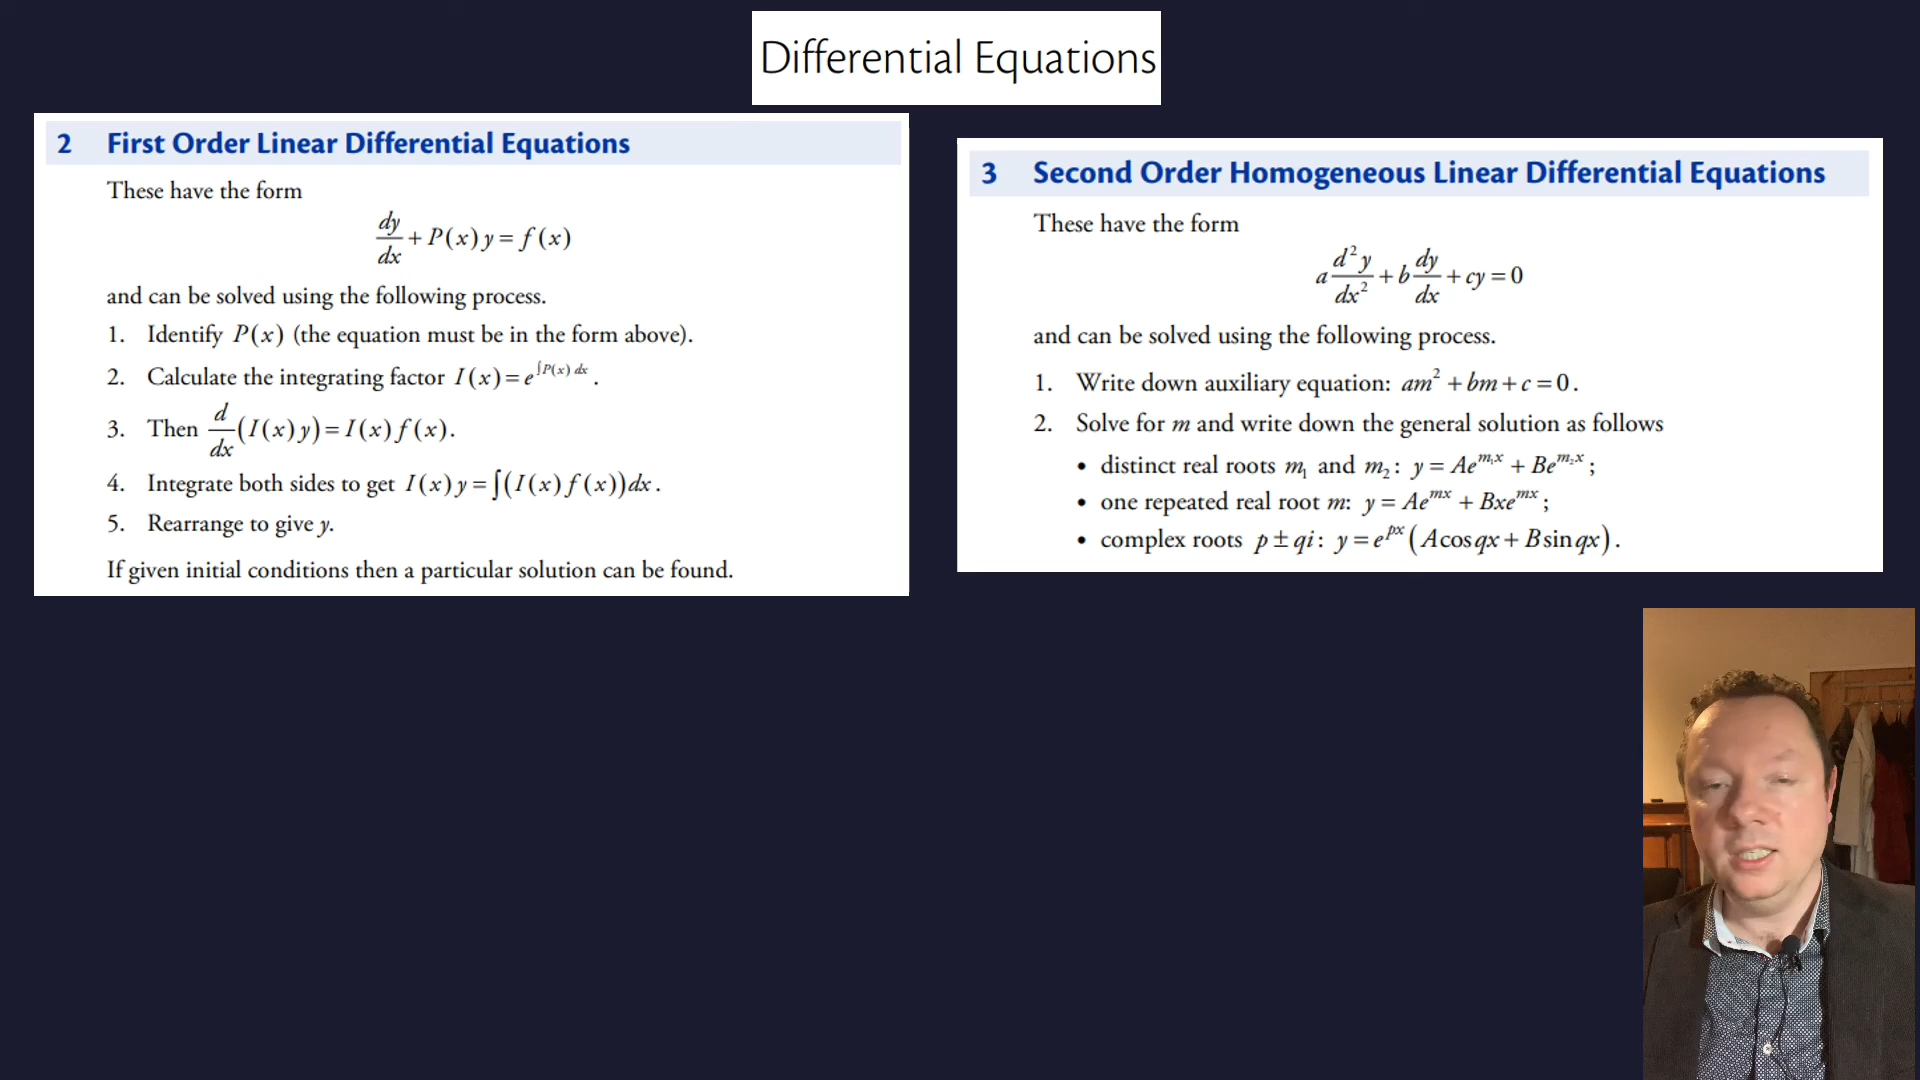 Differential Equations
2 First Order Linear Differential Equations
These have the form
dy/dx + P(x)y = f(x)
and can be solved using the following process.
1. Identify P(x) (the equation must be in the form above).
2. Calculate the integrating factor I(x) = e^{∫P(x) dx}.
3. Then d/dx (I(x)y) = I(x)f(x).
4. Integrate both sides to get I(x)y = ∫(I(x)f(x))dx.
5. Rearrange to give y.
If given initial conditions then a particular solution can be found.
3 Second Order Homogeneous Linear Differential Equations
These have the form
a d²y/dx² + b dy/dx + cy = 0
and can be solved using the following process.
1. Write down auxiliary equation: am² + bm + c = 0.
2. Solve for m and write down the general solution as follows
• distinct real roots m₁ and m₂: y = Ae^{m₁x} + Be^{m₂x};
• one repeated real root m: y = Ae^{mx} + Bxe^{mx};
• complex roots p ± qi: y = e^{px}(A cos qx + B sin qx).